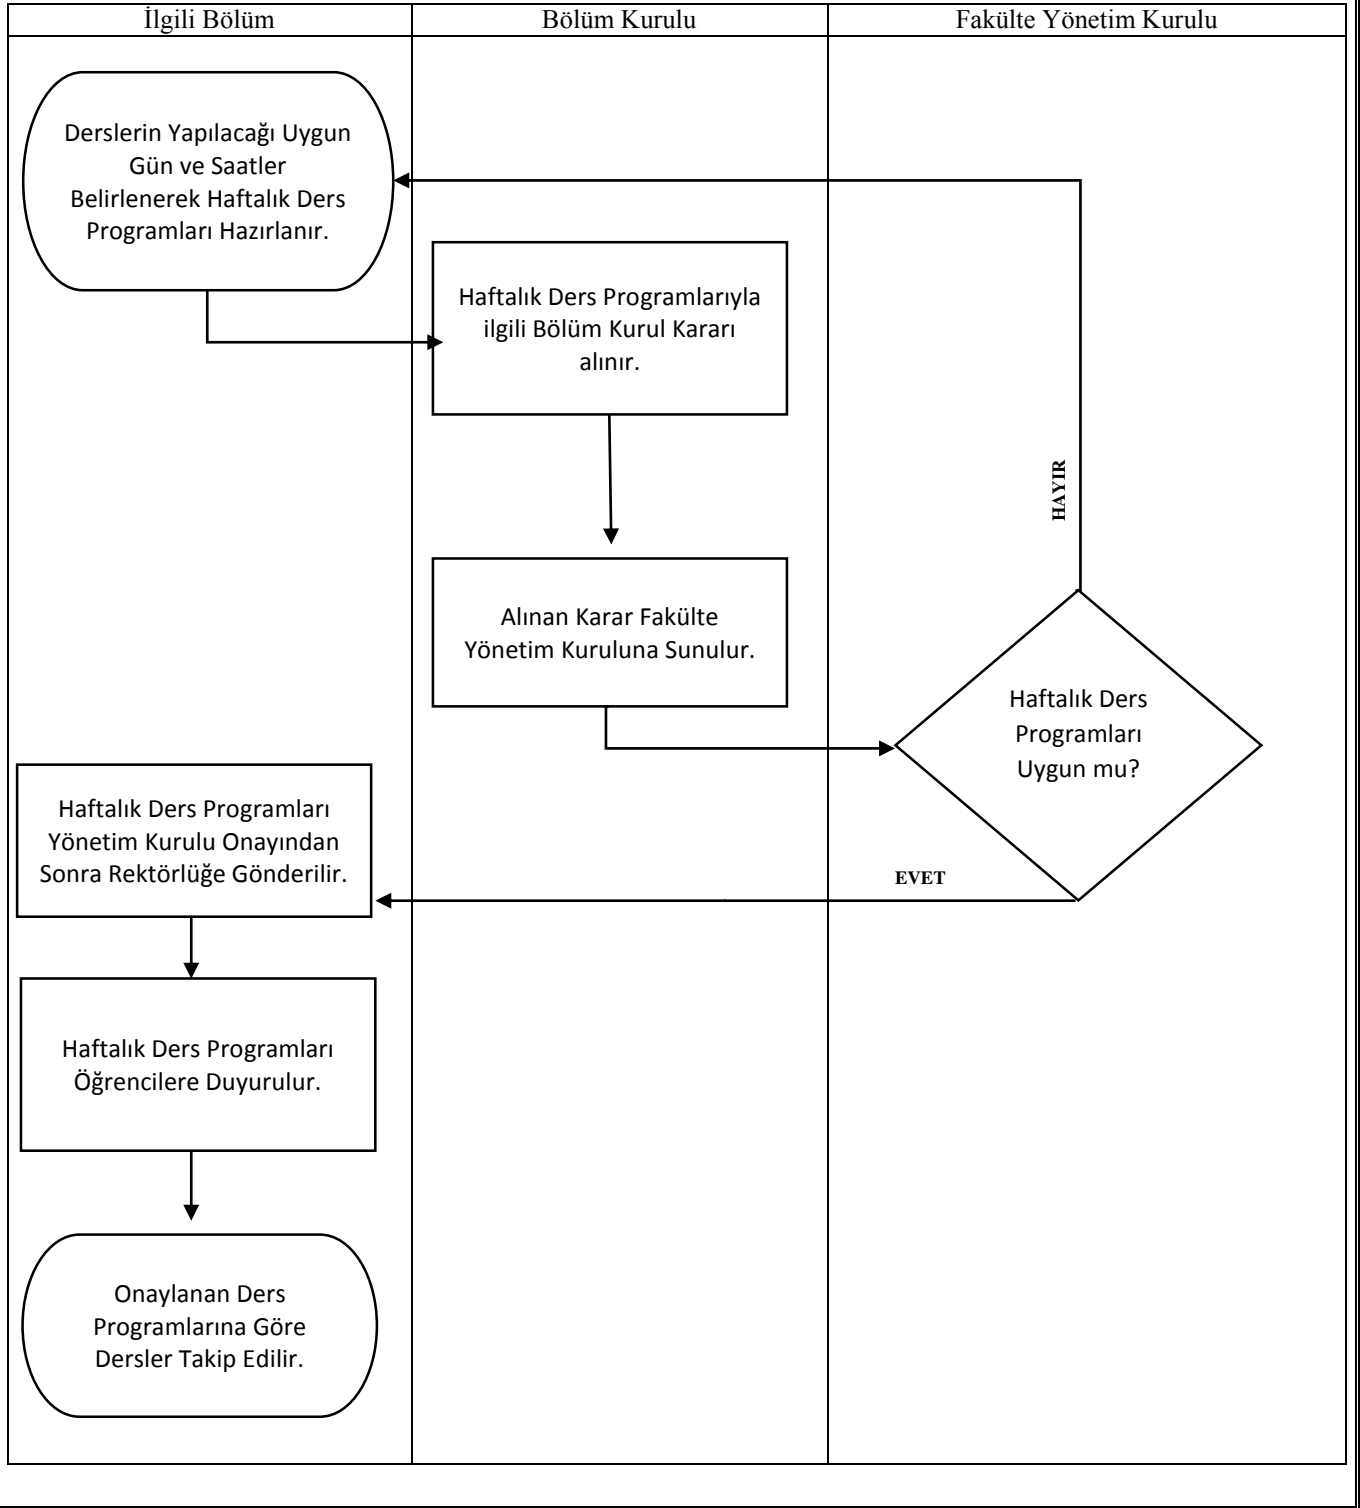 İlgili Bölüm
Bölüm Kurulu
Fakülte Yönetim Kurulu
Derslerin Yapılacağı Uygun
Gün ve Saatler
Belirlenerek Haftalık Ders
Programları Hazırlanır.
Haftalık Ders Programlarıyla
ilgili Bölüm Kurul Kararı
alınır.
HAYIR
Alınan Karar Fakülte
Yönetim Kuruluna Sunulur.
Haftalık Ders
Programları
Uygun mu?
EVET
Haftalık Ders Programları
Yönetim Kurulu Onayından
Sonra Rektörlüğe Gönderilir.
Haftalık Ders Programları
Öğrencilere Duyurulur.
Onaylanan Ders
Programlarına Göre
Dersler Takip Edilir.